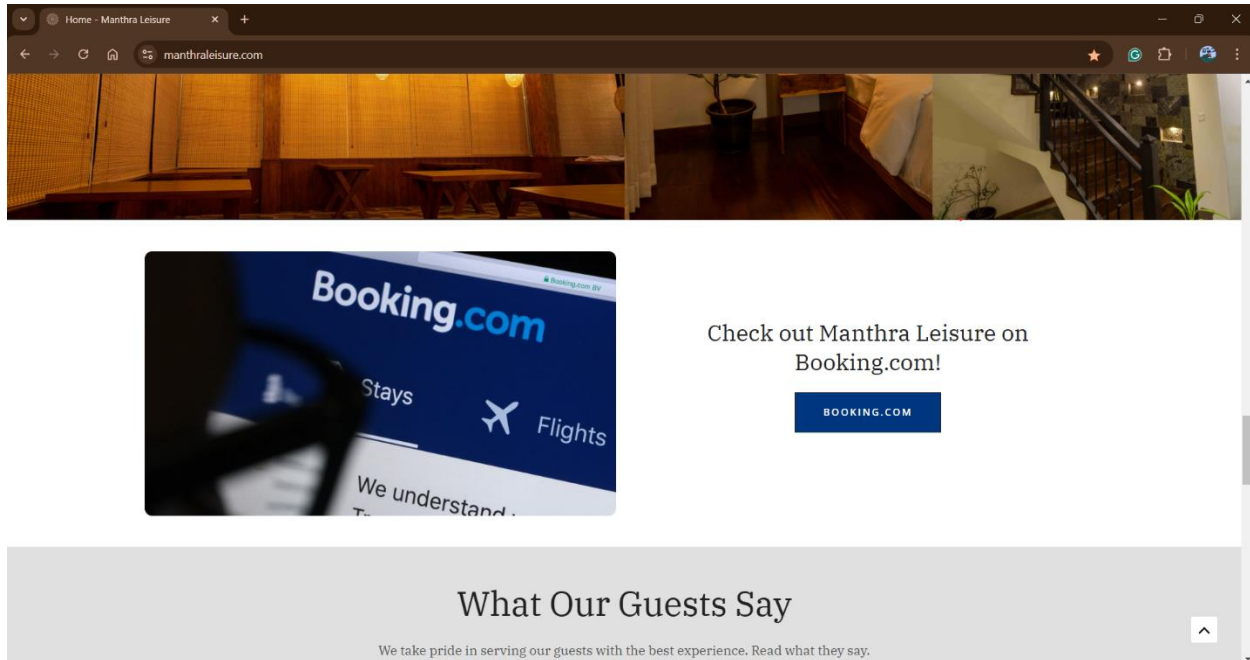 Home - Manthra Leisure
manthraleisure.com
Booking.com BV
Booking.com
Stays
Flights
We understand
Check out Manthra Leisure on
Booking.com!
BOOKING.COM
What Our Guests Say
We take pride in serving our guests with the best experience. Read what they say.